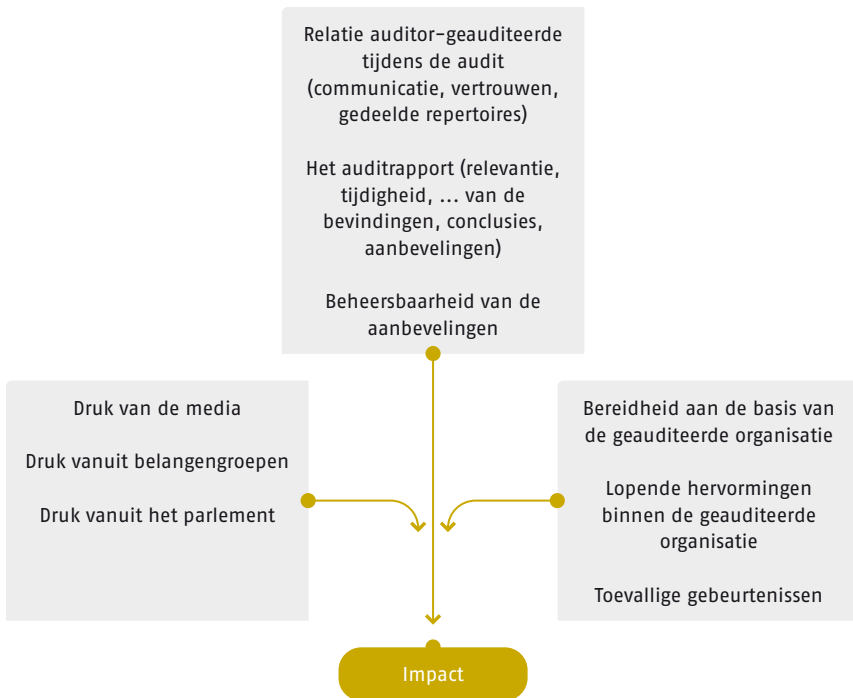 Relatie auditor-geauditeerde
tijdens de audit
(communicatie, vertrouwen,
gedeelde repertoires)
Het auditrapport (relevantie,
tijdigheid, ... van de
bevindingen, conclusies,
aanbevelingen)
Beheersbaarheid van de
aanbevelingen
Druk van de media
Druk vanuit belangengroepen
Druk vanuit het parlement
Bereidheid aan de basis van
de geauditeerde organisatie
Lopende hervormingen
binnen de geauditeerde
organisatie
Toevallige gebeurtenissen
Impact